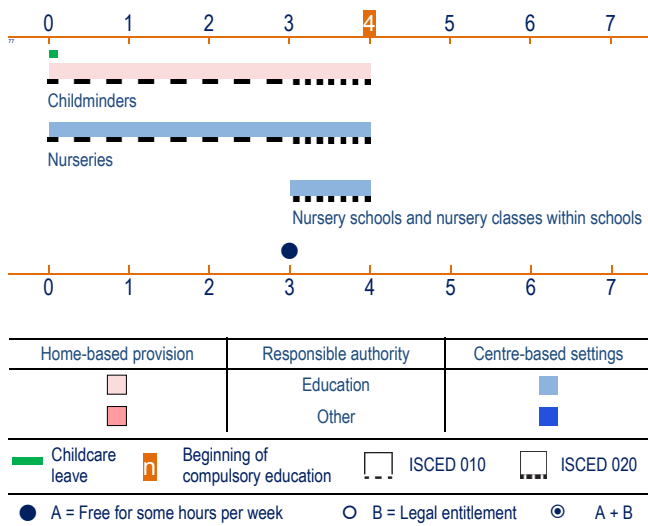 0 1 2 3 4 5 6 7
77
Childminders
Nurseries
Nursery schools and nursery classes within schools
0 1 2 3 4 5 6 7
Home-based provision Responsible authority Centre-based settings
Education
Other
Childcare leave n Beginning of compulsory education ISCED 010 ISCED 020
A = Free for some hours per week B = Legal entitlement A + B